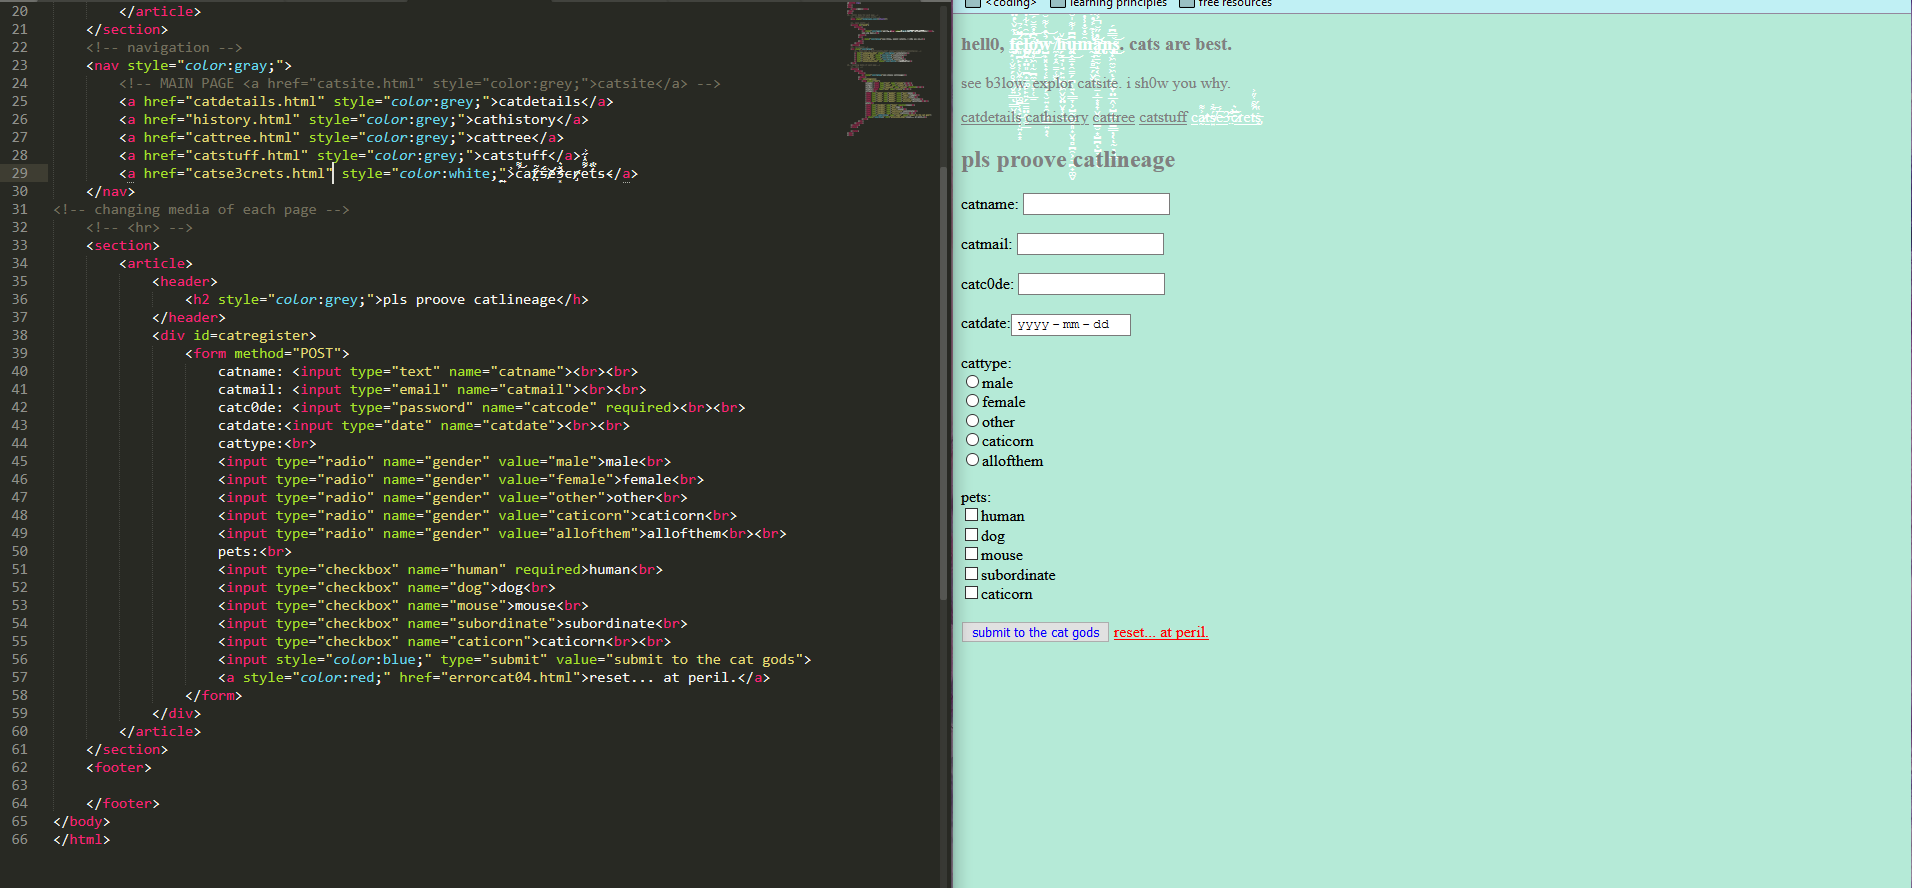 20 </article>
21 </section>
22 <!-- navigation -->
23 <nav style="color:gray;">
24 <!-- MAIN PAGE <a href="catsite.html" style="color:grey;">catsite</a> -->
25 <a href="catdetails.html" style="color:grey;">catdetails</a>
26 <a href="history.html" style="color:grey;">cathistory</a>
27 <a href="cattree.html" style="color:grey;">cattree</a>
28 <a href="catstuff.html" style="color:grey;">catstuff</a>
29 <a href="catse3crets.html" style="color:white;">catse3crets</a>
30 </nav>
31 <!-- changing media of each page -->
32 <!-- <hr> -->
33 <section>
34 <article>
35 <header>
36 <h2 style="color:grey;">pls proove catlineage</h>
37 </header>
38 <div id=catregister>
39 <form method="POST">
40 catname: <input type="text" name="catname"><br><br>
41 catmail: <input type="email" name="catmail"><br><br>
42 catc0de: <input type="password" name="catcode" required><br><br>
43 catdate:<input type="date" name="catdate"><br><br>
44 cattype:<br>
45 <input type="radio" name="gender" value="male">male<br>
46 <input type="radio" name="gender" value="female">female<br>
47 <input type="radio" name="gender" value="other">other<br>
48 <input type="radio" name="gender" value="caticorn">caticorn<br>
49 <input type="radio" name="gender" value="allofthem">allofthem<br><br>
50 pets:<br>
51 <input type="checkbox" name="human" required>human<br>
52 <input type="checkbox" name="dog">dog<br>
53 <input type="checkbox" name="mouse">mouse<br>
54 <input type="checkbox" name="subordinate">subordinate<br>
55 <input type="checkbox" name="caticorn">caticorn<br><br>
56 <input style="color:blue;" type="submit" value="submit to the cat gods">
57 <a style="color:red;" href="errorcat04.html">reset... at peril.</a>
58 </form>
59 </div>
60 </article>
61 </section>
62 <footer>
63
64 </footer>
65 </body>
66 </html>
<coding> learning principles free resources
hell0, felow humans. cats are best.
see b3low. explor catsite. i sh0w you why.
catdetails cathistory cattree catstuff catse3crets
pls proove catlineage
catname:
catmail:
catc0de:
catdate: yyyy-mm-dd
cattype:
male
female
other
caticorn
allofthem
pets:
human
dog
mouse
subordinate
caticorn
submit to the cat gods reset... at peril.